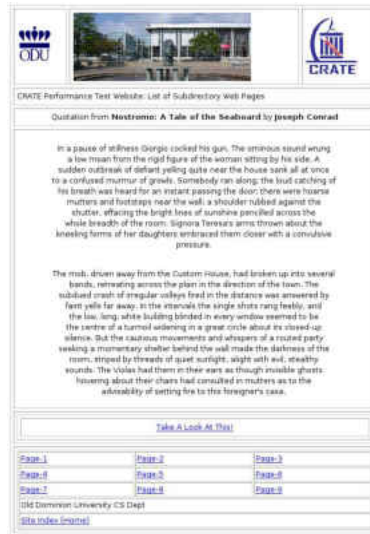 ODU
CRATE
CRATE Performance Test Website: List of Subdirectory Web Pages
Quotation from Nostromo: A Tale of the Seaboard by Joseph Conrad
In a pause of stillness Giorgio cocked his gun. The ominous sound wrung
a low moan from the rigid figure of the woman sitting by his side. A
sudden outbreak of defiant yelling quite near the house sank all at once
to a confused murmur of growls. Somebody ran along; the loud catching of
his breath was heard for an instant passing the door; there were hoarse
mutters and footsteps near the wall; a shoulder rubbed against the
shutter, effacing the bright lines of sunshine pencilled across the
whole breadth of the room. Signora Teresa's arms thrown about the
kneeling forms of her daughters embraced them closer with a convulsive
pressure.
The mob, driven away from the Custom House, had broken up into several
bands, retreating across the plain in the direction of the town. The
subdued crash of irregular volleys fired in the distance was answered by
faint yells far away. In the intervals the single shots rang feebly, and
the low, long, white building blinded in every window seemed to be
the centre of a turmoil widening in a great circle about its closed-up
silence. But the cautious movements and whispers of a routed party
seeking a momentary shelter behind the wall made the darkness of the
room, striped by threads of quiet sunlight, alight with evil, stealthy
sounds. The Violas had them in their ears as though invisible ghosts
hovering about their chairs had consulted in mutters as to the
advisability of setting fire to this foreigner's casa.
Take A Look At This!
Page-1 Page-2 Page-3
Page-4 Page-5 Page-6
Page-7 Page-8 Page-9
Old Dominion University CS Dept
Site Index (Home)